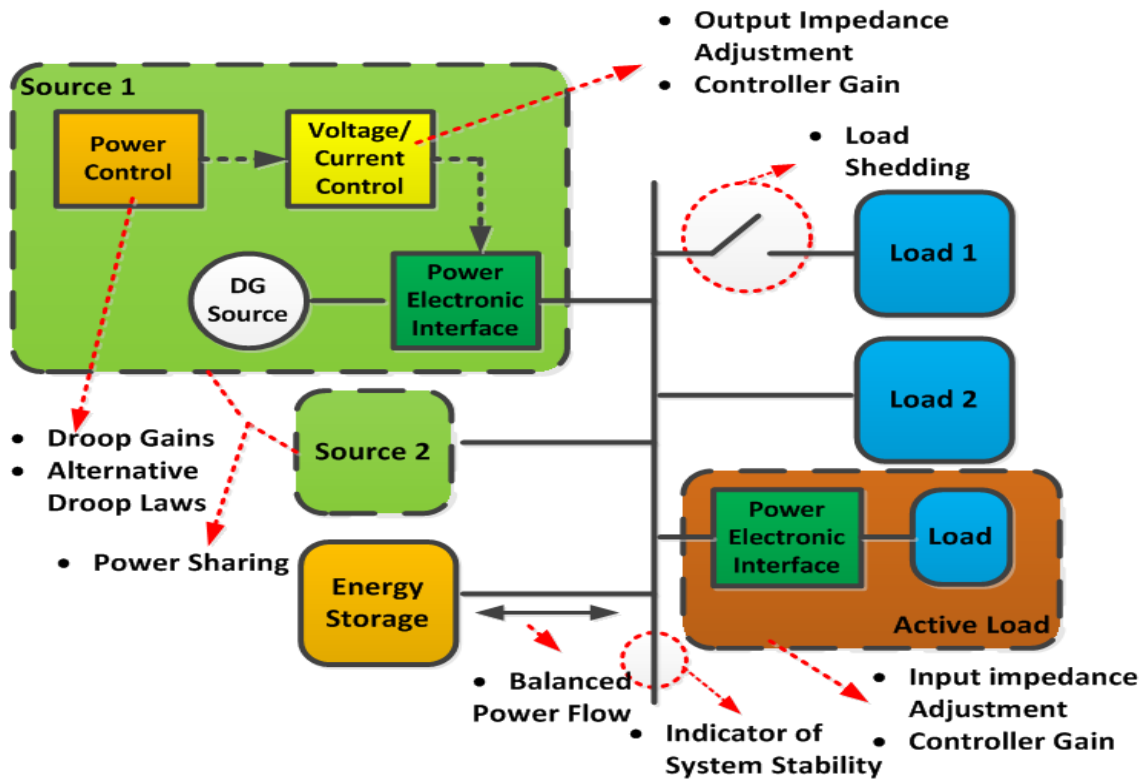 Source 1
Power
Control
Voltage/
Current
Control
DG
Source
Power
Electronic
Interface
• Output Impedance
Adjustment
• Controller Gain
• Load
Shedding
Load 1
Load 2
• Droop Gains
• Alternative
Droop Laws
Source 2
• Power Sharing
Energy
Storage
Power
Electronic
Interface
Load
Active Load
• Balanced
Power Flow
• Indicator of
System Stability
• Input impedance
Adjustment
• Controller Gain